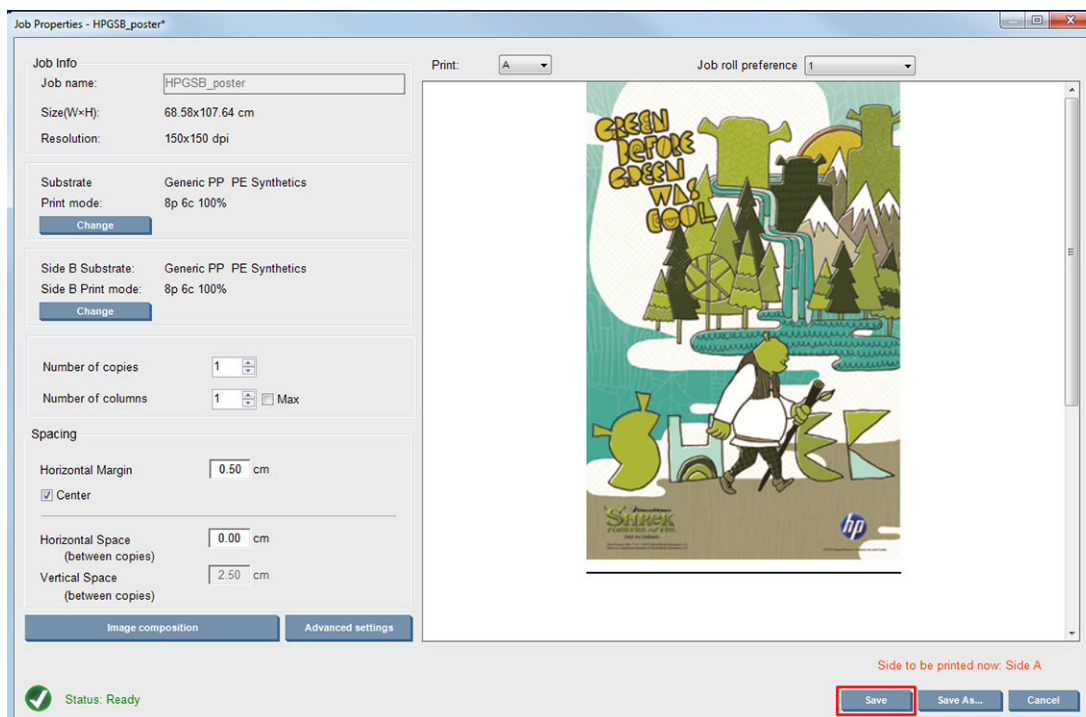 Job Properties - HPGSB_poster*
Job Info
Job name: HPGSB_poster
Size(W×H): 68.58x107.64 cm
Resolution: 150x150 dpi
Substrate Generic PP PE Synthetics
Print mode: 8p 6c 100%
Change
Side B Substrate: Generic PP PE Synthetics
Side B Print mode: 8p 6c 100%
Change
Number of copies 1
Number of columns 1 Max
Spacing
Horizontal Margin 0.50 cm
Center
Horizontal Space 0.00 cm
(between copies)
Vertical Space 2.50 cm
(between copies)
Image composition Advanced settings
Print: A Job roll preference 1
GREEN
BEFORE
GREEN
WAS
COOL
SHREK
SHREK
FOREVER AFTER
ONLY IN CINEMAS
hp
Side to be printed now: Side A
Status: Ready
Save Save As... Cancel